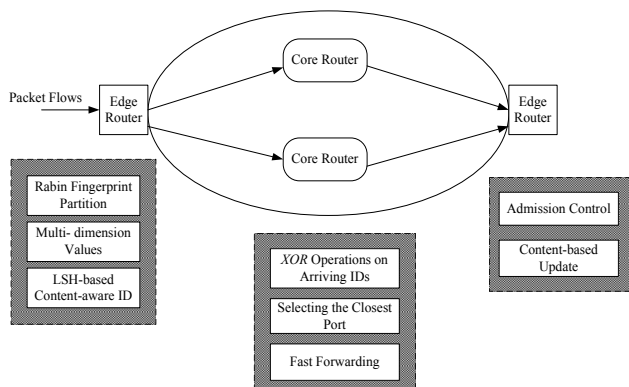 Core Router
Packet Flows
Edge
Router
Edge
Router
Core Router
Rabin Fingerprint
Partition
Multi- dimension
Values
LSH-based
Content-aware ID
XOR Operations on
Arriving IDs
Selecting the Closest
Port
Fast Forwarding
Admission Control
Content-based
Update